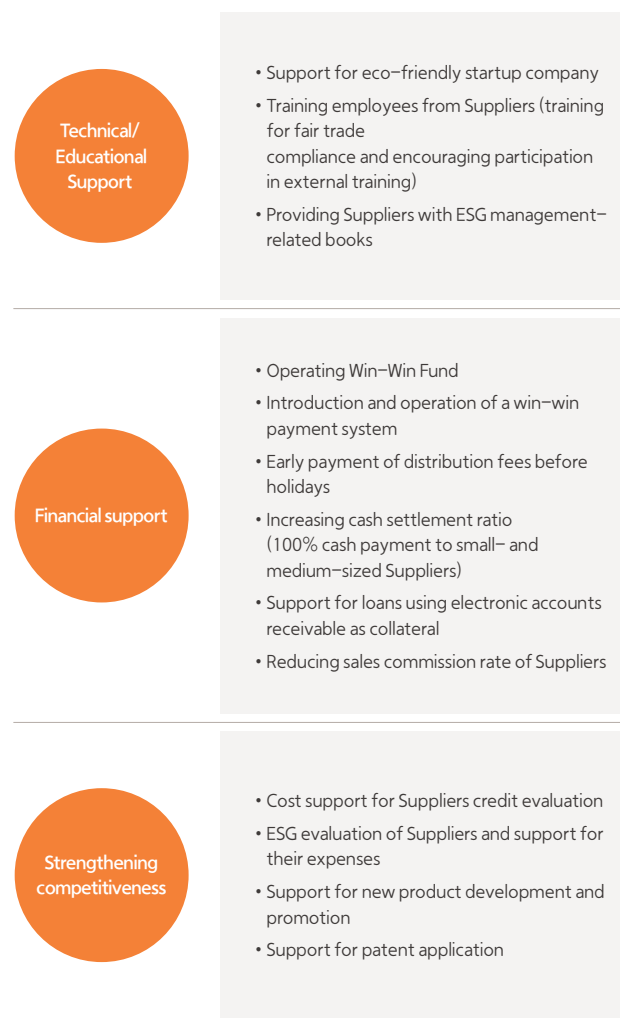 Technical/
Educational
Support
• Support for eco-friendly startup company
• Training employees from Suppliers (training
for fair trade
compliance and encouraging participation
in external training)
• Providing Suppliers with ESG management-
related books
Financial support
• Operating Win-Win Fund
• Introduction and operation of a win-win
payment system
• Early payment of distribution fees before
holidays
• Increasing cash settlement ratio
(100% cash payment to small- and
medium-sized Suppliers)
• Support for loans using electronic accounts
receivable as collateral
• Reducing sales commission rate of Suppliers
Strengthening
competitiveness
• Cost support for Suppliers credit evaluation
• ESG evaluation of Suppliers and support for
their expenses
• Support for new product development and
promotion
• Support for patent application